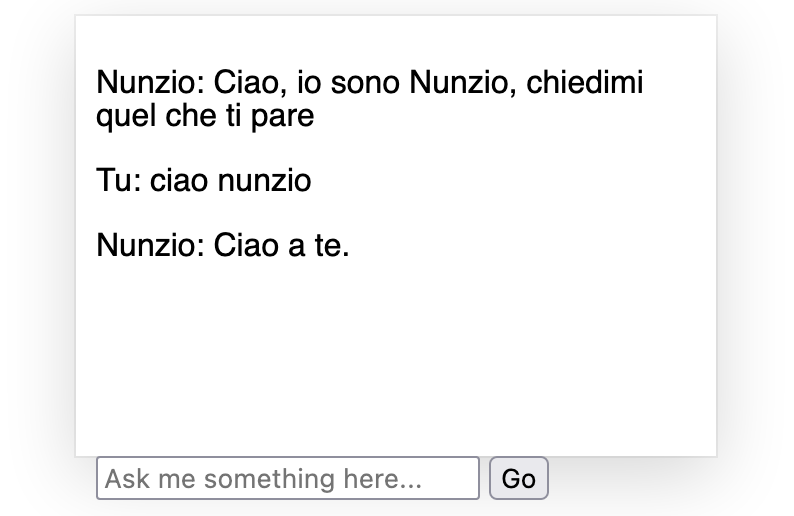 Nunzio: Ciao, io sono Nunzio, chiedimi
quel che ti pare
Tu: ciao nunzio
Nunzio: Ciao a te.
Ask me something here... Go